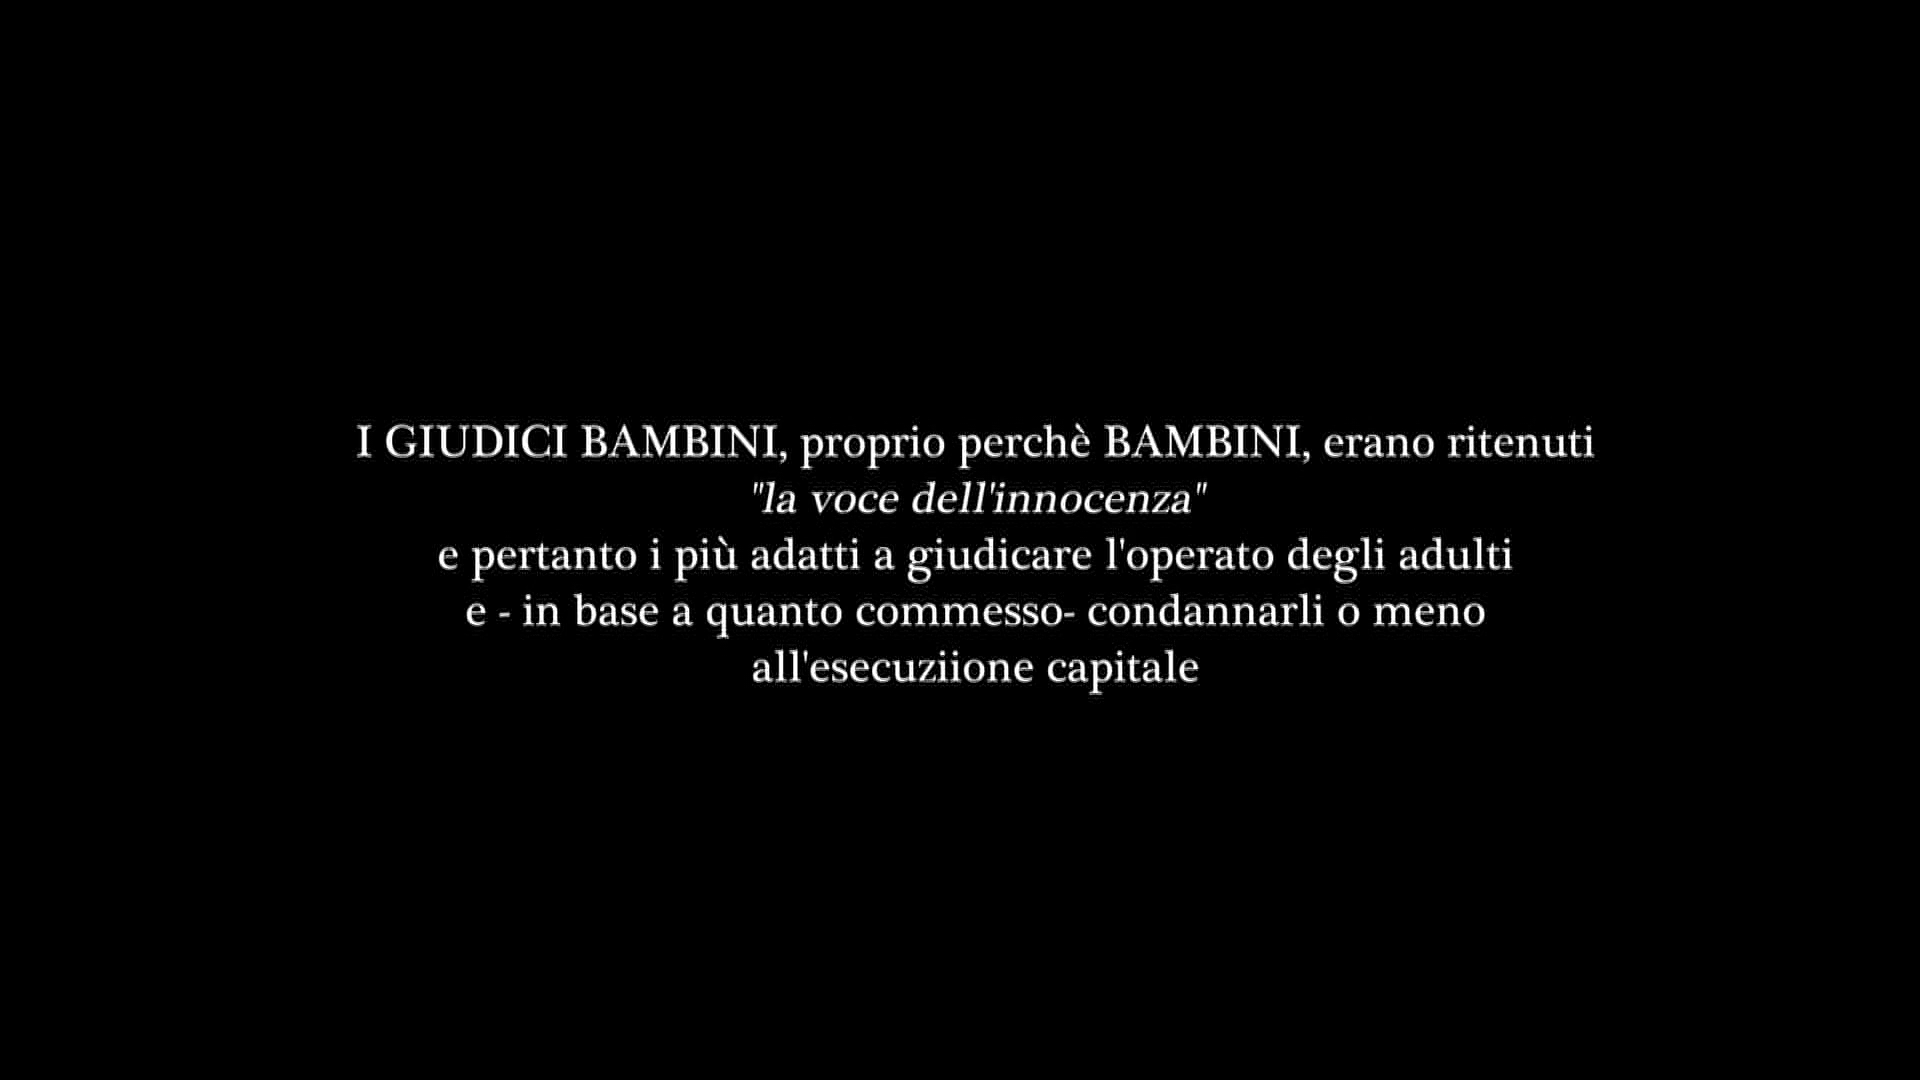 I GIUDICI BAMBINI, proprio perchè BAMBINI, erano ritenuti
"la voce dell'innocenza"
e pertanto i più adatti a giudicare l'operato degli adulti
e - in base a quanto commesso- condannarli o meno
all'esecuziione capitale